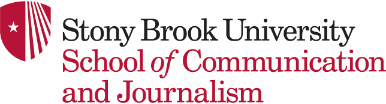 Stony Brook University
School of Communication
and Journalism